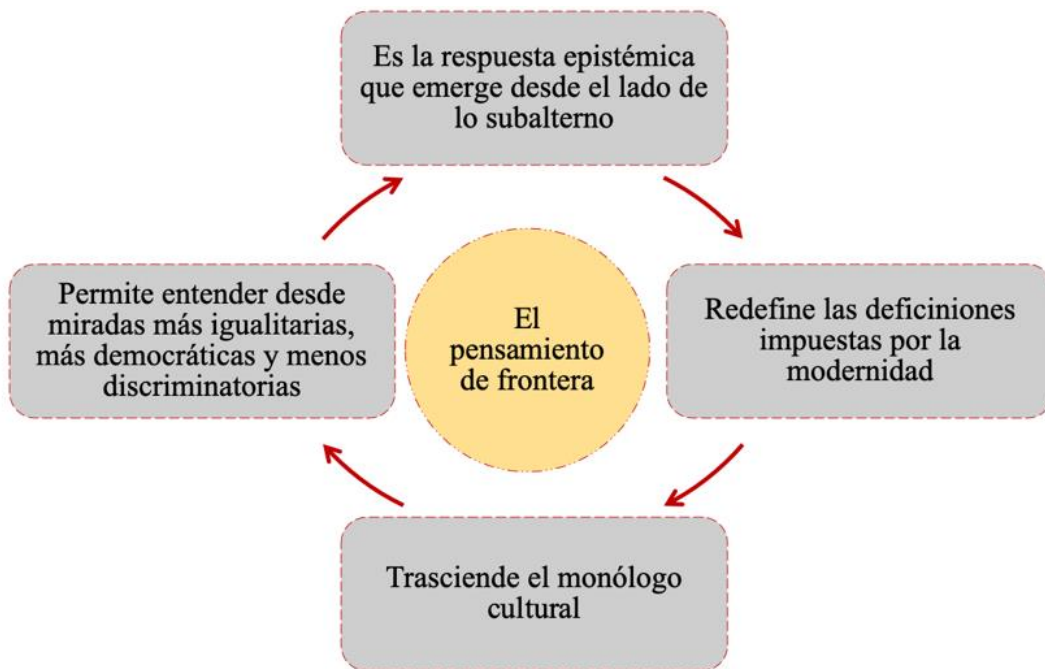 Es la respuesta epistémica
que emerge desde el lado de
lo subalterno
Permite entender desde
miradas más igualitarias,
más democráticas y menos
discriminatorias
El
pensamiento
de frontera
Redefine las deficiniones
impuestas por la
modernidad
Trasciende el monólogo
cultural